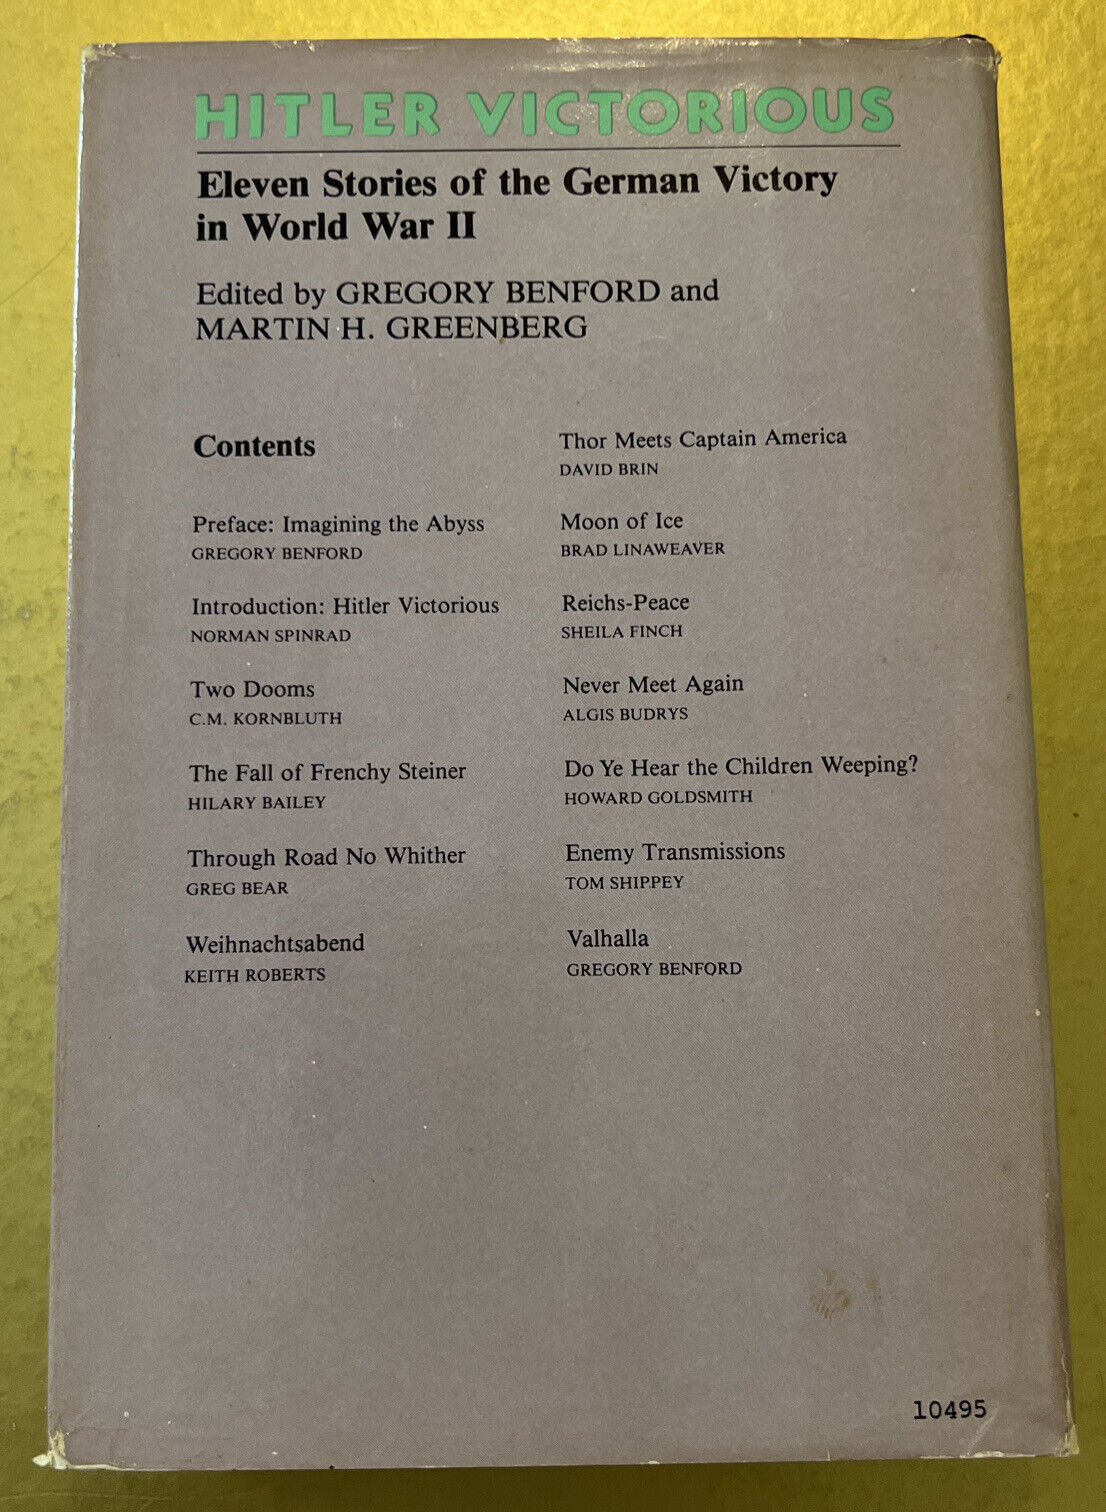 HITLER VICTORIOUS
Eleven Stories of the German Victory
in World War II
Edited by GREGORY BENFORD and
MARTIN H. GREENBERG
Contents
Preface: Imagining the Abyss
GREGORY BENFORD
Introduction: Hitler Victorious
NORMAN SPINRAD
Two Dooms
C.M. KORNBLUTH
The Fall of Frenchy Steiner
HILARY BAILEY
Through Road No Whither
GREG BEAR
Weihnachtsabend
KEITH ROBERTS
Thor Meets Captain America
DAVID BRIN
Moon of Ice
BRAD LINAWEAVER
Reichs-Peace
SHEILA FINCH
Never Meet Again
ALGIS BUDRYS
Do Ye Hear the Children Weeping?
HOWARD GOLDSMITH
Enemy Transmissions
TOM SHIPPEY
Valhalla
GREGORY BENFORD
10495